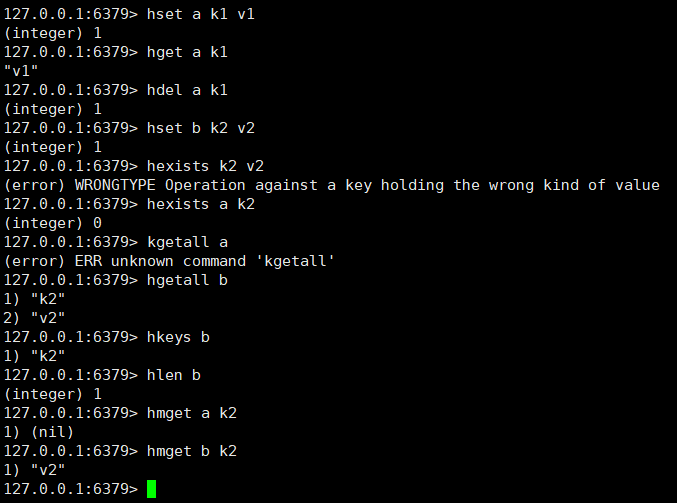 127.0.0.1:6379> hset a k1 v1
(integer) 1
127.0.0.1:6379> hget a k1
"v1"
127.0.0.1:6379> hdel a k1
(integer) 1
127.0.0.1:6379> hset b k2 v2
(integer) 1
127.0.0.1:6379> hexists k2 v2
(error) WRONGTYPE Operation against a key holding the wrong kind of value
127.0.0.1:6379> hexists a k2
(integer) 0
127.0.0.1:6379> kgetall a
(error) ERR unknown command 'kgetall'
127.0.0.1:6379> hgetall b
1) "k2"
2) "v2"
127.0.0.1:6379> hkeys b
1) "k2"
127.0.0.1:6379> hlen b
(integer) 1
127.0.0.1:6379> hmget a k2
1) (nil)
127.0.0.1:6379> hmget b k2
1) "v2"
127.0.0.1:6379>